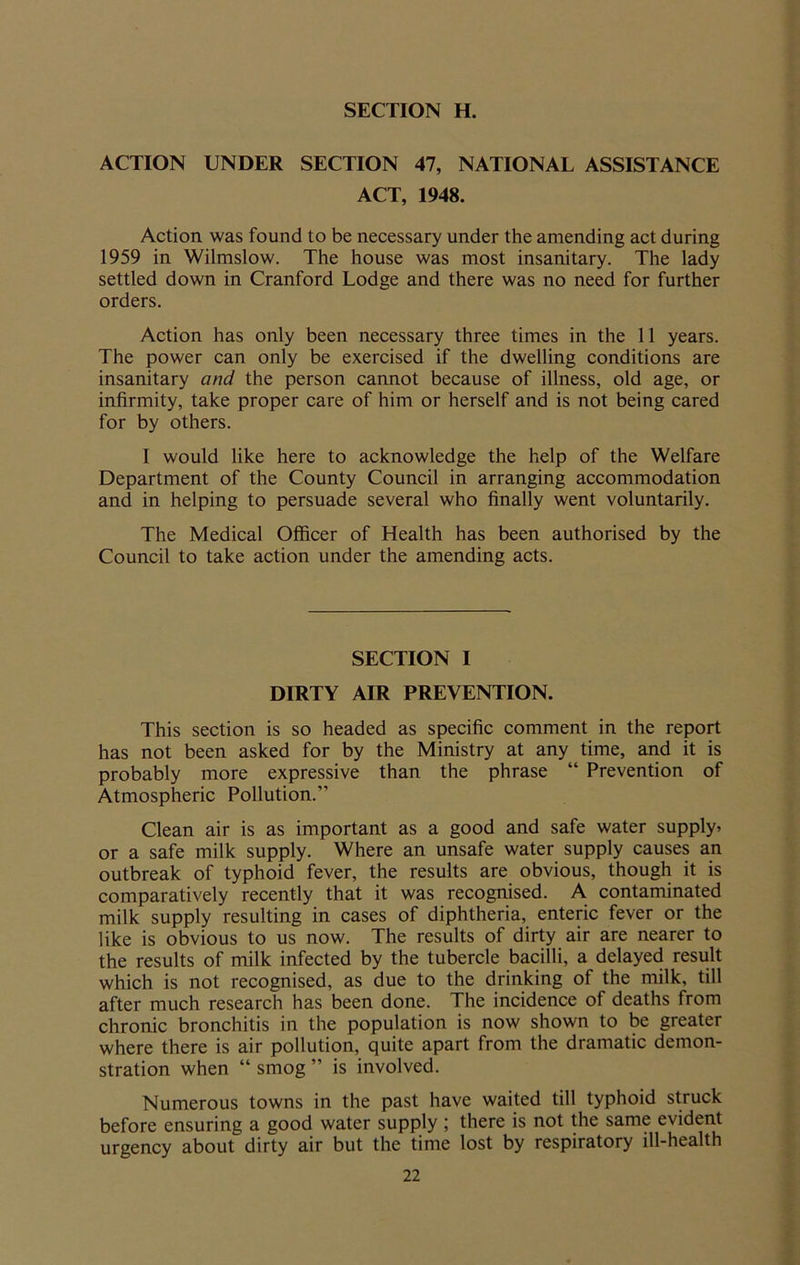 SECTION H.
ACTION UNDER SECTION 47, NATIONAL ASSISTANCE
ACT, 1948.
Action was found to be necessary under the amending act during
1959 in Wilmslow. The house was most insanitary. The lady
settled down in Cranford Lodge and there was no need for further
orders.
Action has only been necessary three times in the 11 years.
The power can only be exercised if the dwelling conditions are
insanitary and the person cannot because of illness, old age, or
infirmity, take proper care of him or herself and is not being cared
for by others.
I would like here to acknowledge the help of the Welfare
Department of the County Council in arranging accommodation
and in helping to persuade several who finally went voluntarily.
The Medical Officer of Health has been authorised by the
Council to take action under the amending acts.
SECTION I
DIRTY AIR PREVENTION.
This section is so headed as specific comment in the report
has not been asked for by the Ministry at any time, and it is
probably more expressive than the phrase “ Prevention of
Atmospheric Pollution.”
Clean air is as important as a good and safe water supply,
or a safe milk supply. Where an unsafe water supply causes an
outbreak of typhoid fever, the results are obvious, though it is
comparatively recently that it was recognised. A contaminated
milk supply resulting in cases of diphtheria, enteric fever or the
like is obvious to us now. The results of dirty air are nearer to
the results of milk infected by the tubercle bacilli, a delayed result
which is not recognised, as due to the drinking of the milk, till
after much research has been done. The incidence of deaths from
chronic bronchitis in the population is now shown to be greater
where there is air pollution, quite apart from the dramatic demon-
stration when “ smog ” is involved.
Numerous towns in the past have waited till typhoid struck
before ensuring a good water supply ; there is not the same evident
urgency about dirty air but the time lost by respiratory ill-health
22